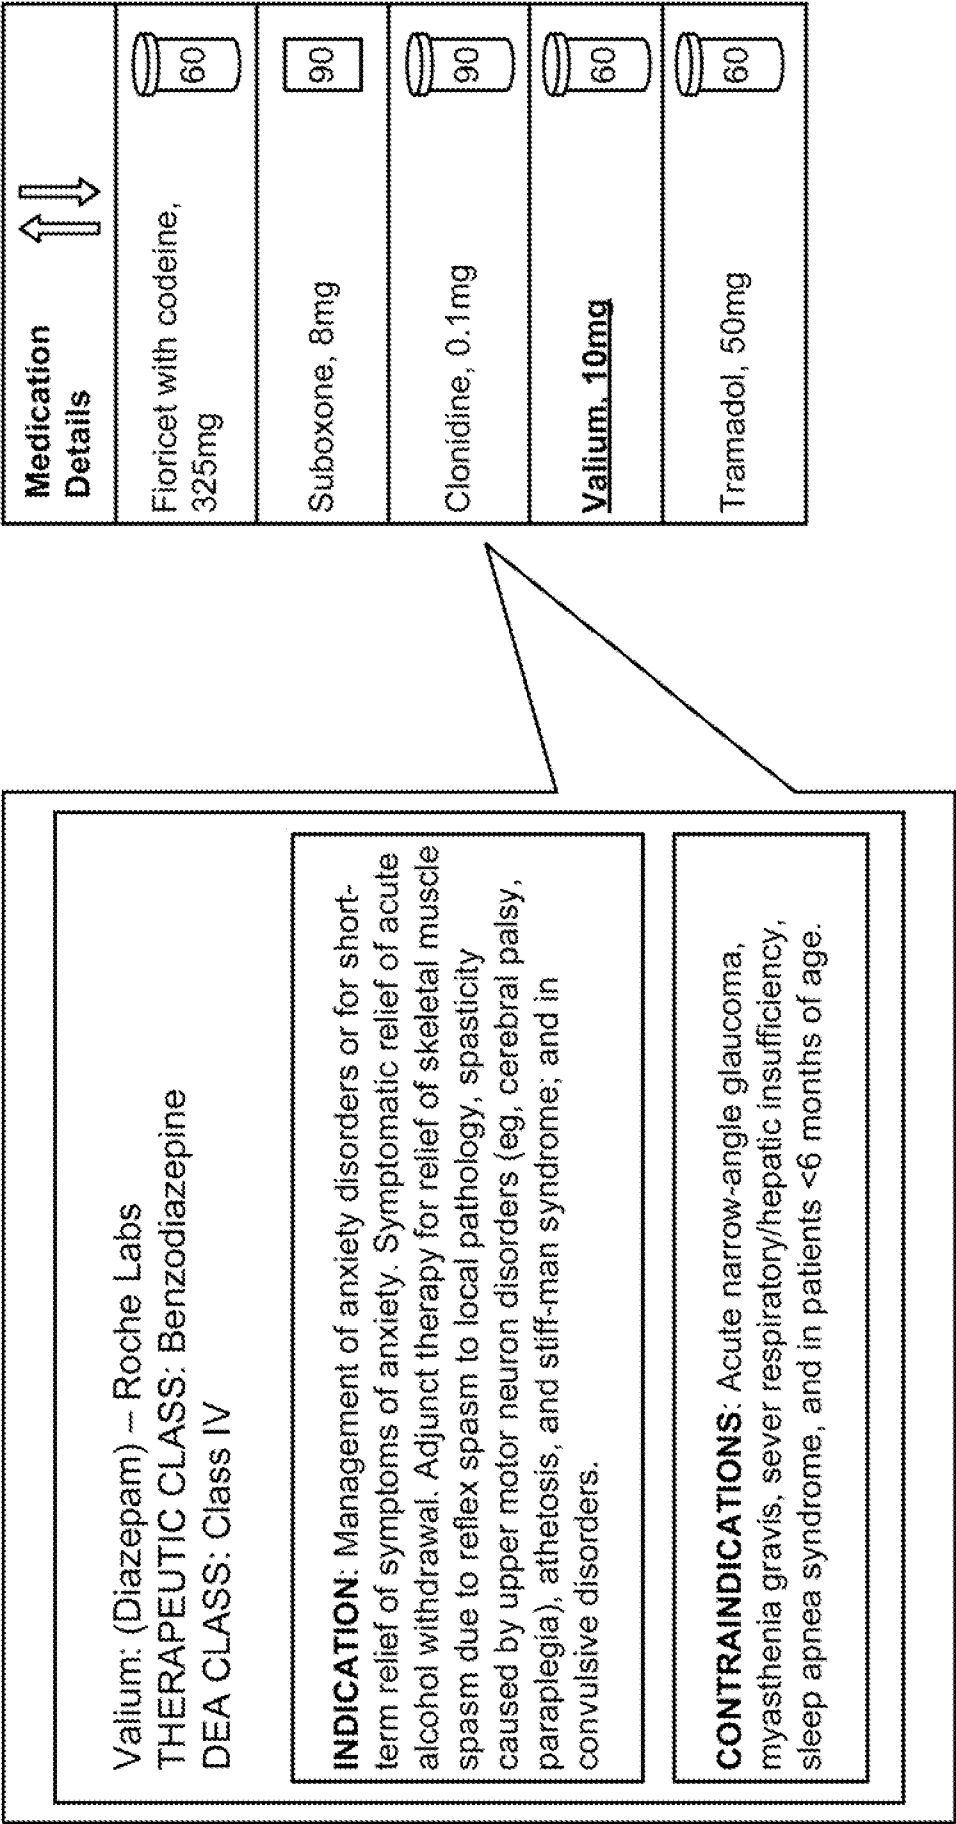 Valium: (Diazepam) – Roche Labs
THERAPEUTIC CLASS: Benzodiazepine
DEA CLASS: Class IV
INDICATION: Management of anxiety disorders or for short-
term relief of symptoms of anxiety. Symptomatic relief of acute
alcohol withdrawal. Adjunct therapy for relief of skeletal muscle
spasm due to reflex spasm to local pathology, spasticity
caused by upper motor neuron disorders (eg, cerebral palsy,
paraplegia), athetosis, and stiff-man syndrome; and in
convulsive disorders.
CONTRAINDICATIONS: Acute narrow-angle glaucoma,
myasthenia gravis, sever respiratory/hepatic insufficiency,
sleep apnea syndrome, and in patients <6 months of age.
Medication
Details
Fioricet with codeine,
325mg
60
Suboxone, 8mg
90
Clonidine, 0.1mg
90
Valium, 10mg
60
Tramadol, 50mg
60